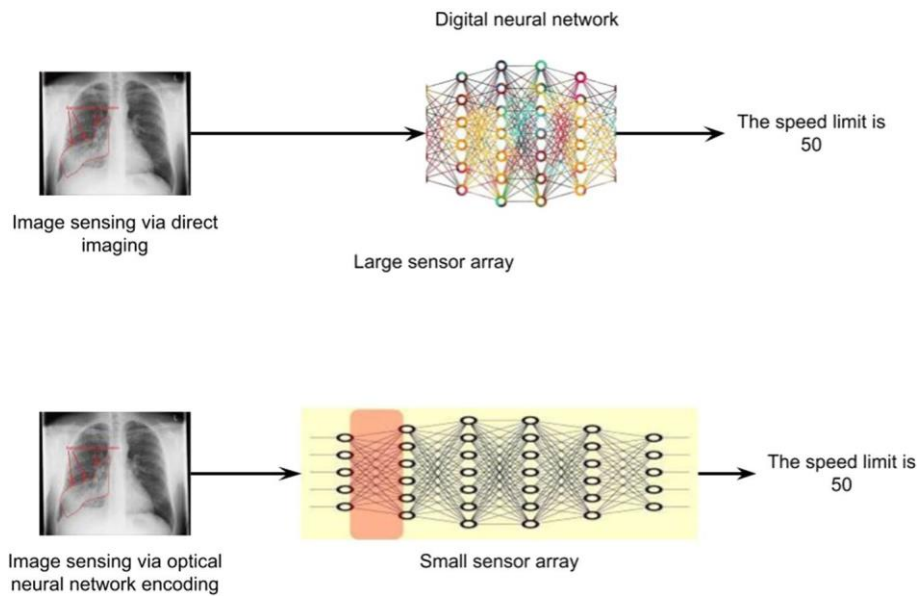 Digital neural network
The speed limit is
50
Image sensing via direct
imaging
Large sensor array
The speed limit is
50
Image sensing via optical
neural network encoding
Small sensor array